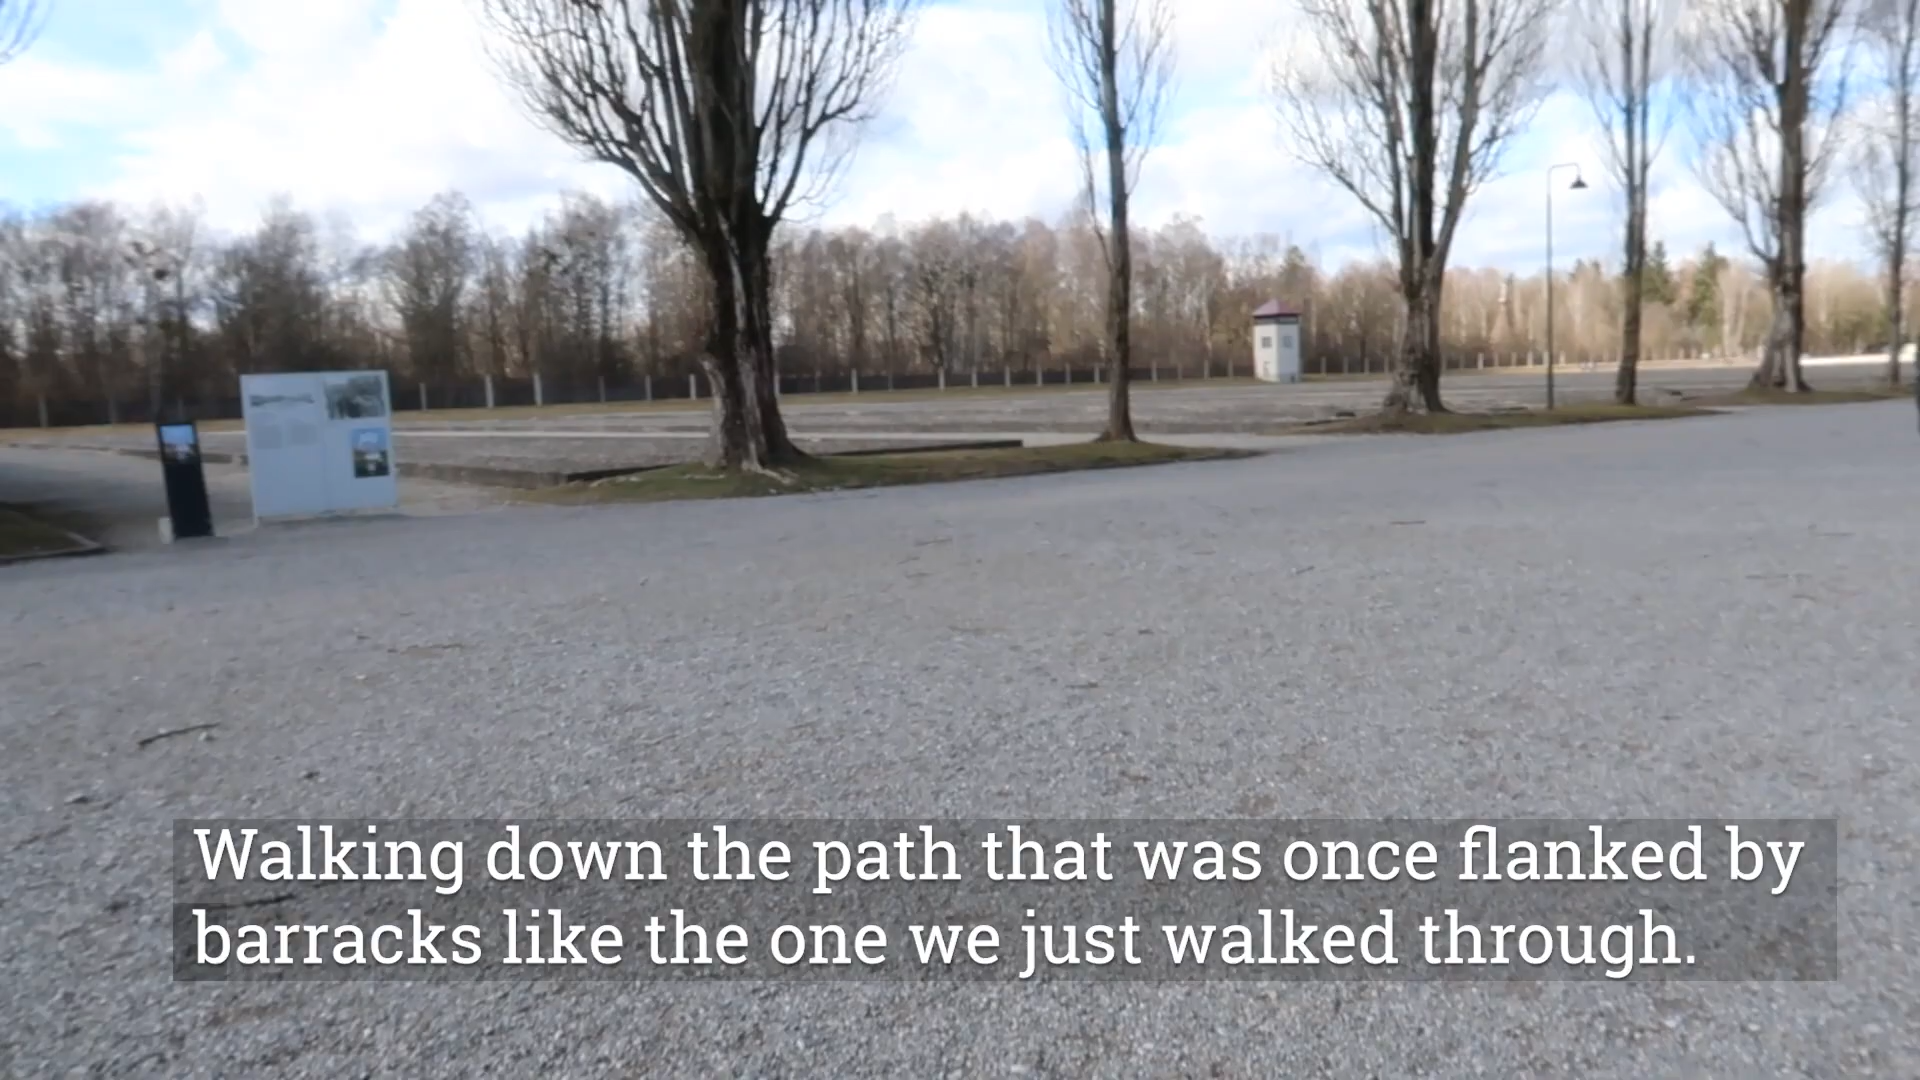 Walking down the path that was once flanked by
barracks like the one we just walked through.